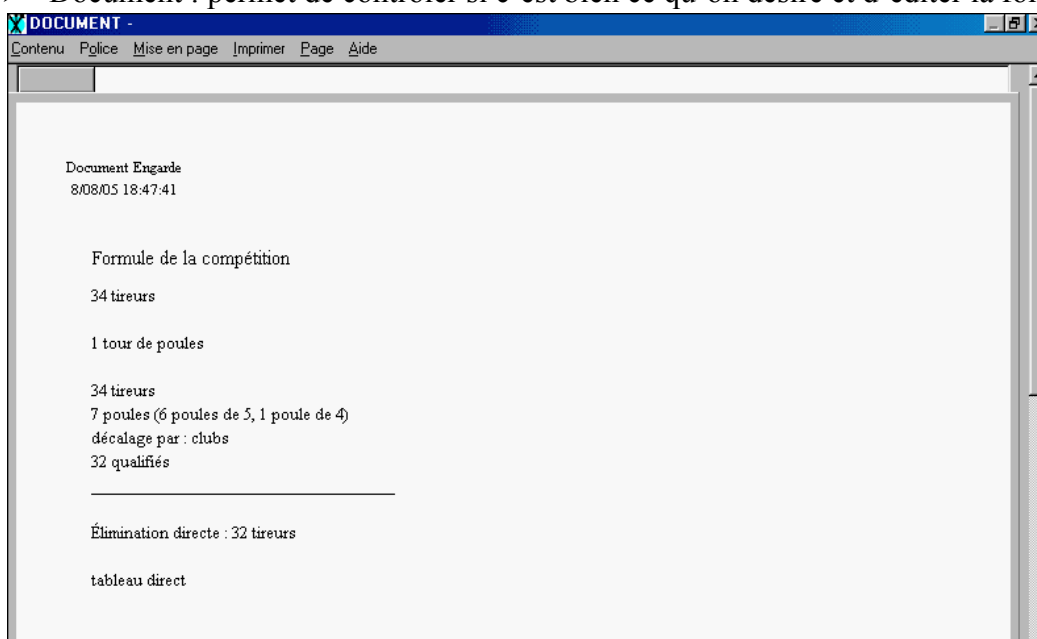 Document : permet de contrôler si c'est bien ce qu'on désire et d'éditer la for
DOCUMENT -
Contenu Police Mise en page Imprimer Page Aide
Document Engarde
8/08/05 18:47:41
Formule de la compétition
34 tireurs
1 tour de poules
34 tireurs
7 poules (6 poules de 5, 1 poule de 4)
décalage par : clubs
32 qualifiés
Élimination directe : 32 tireurs
tableau direct